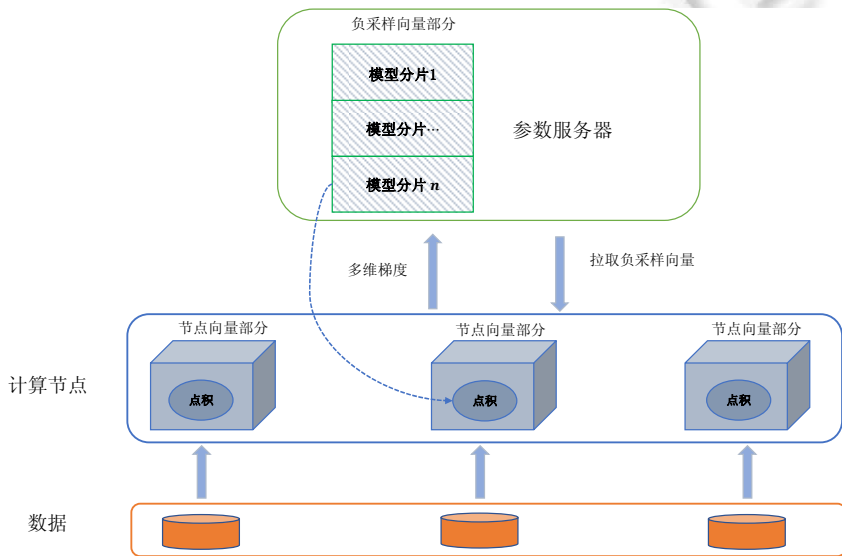 负采样向量部分
模型分片1
模型分片…
参数服务器
模型分片 n
多维梯度
拉取负采样向量
节点向量部分
节点向量部分
节点向量部分
计算节点
点积
点积
点积
数据